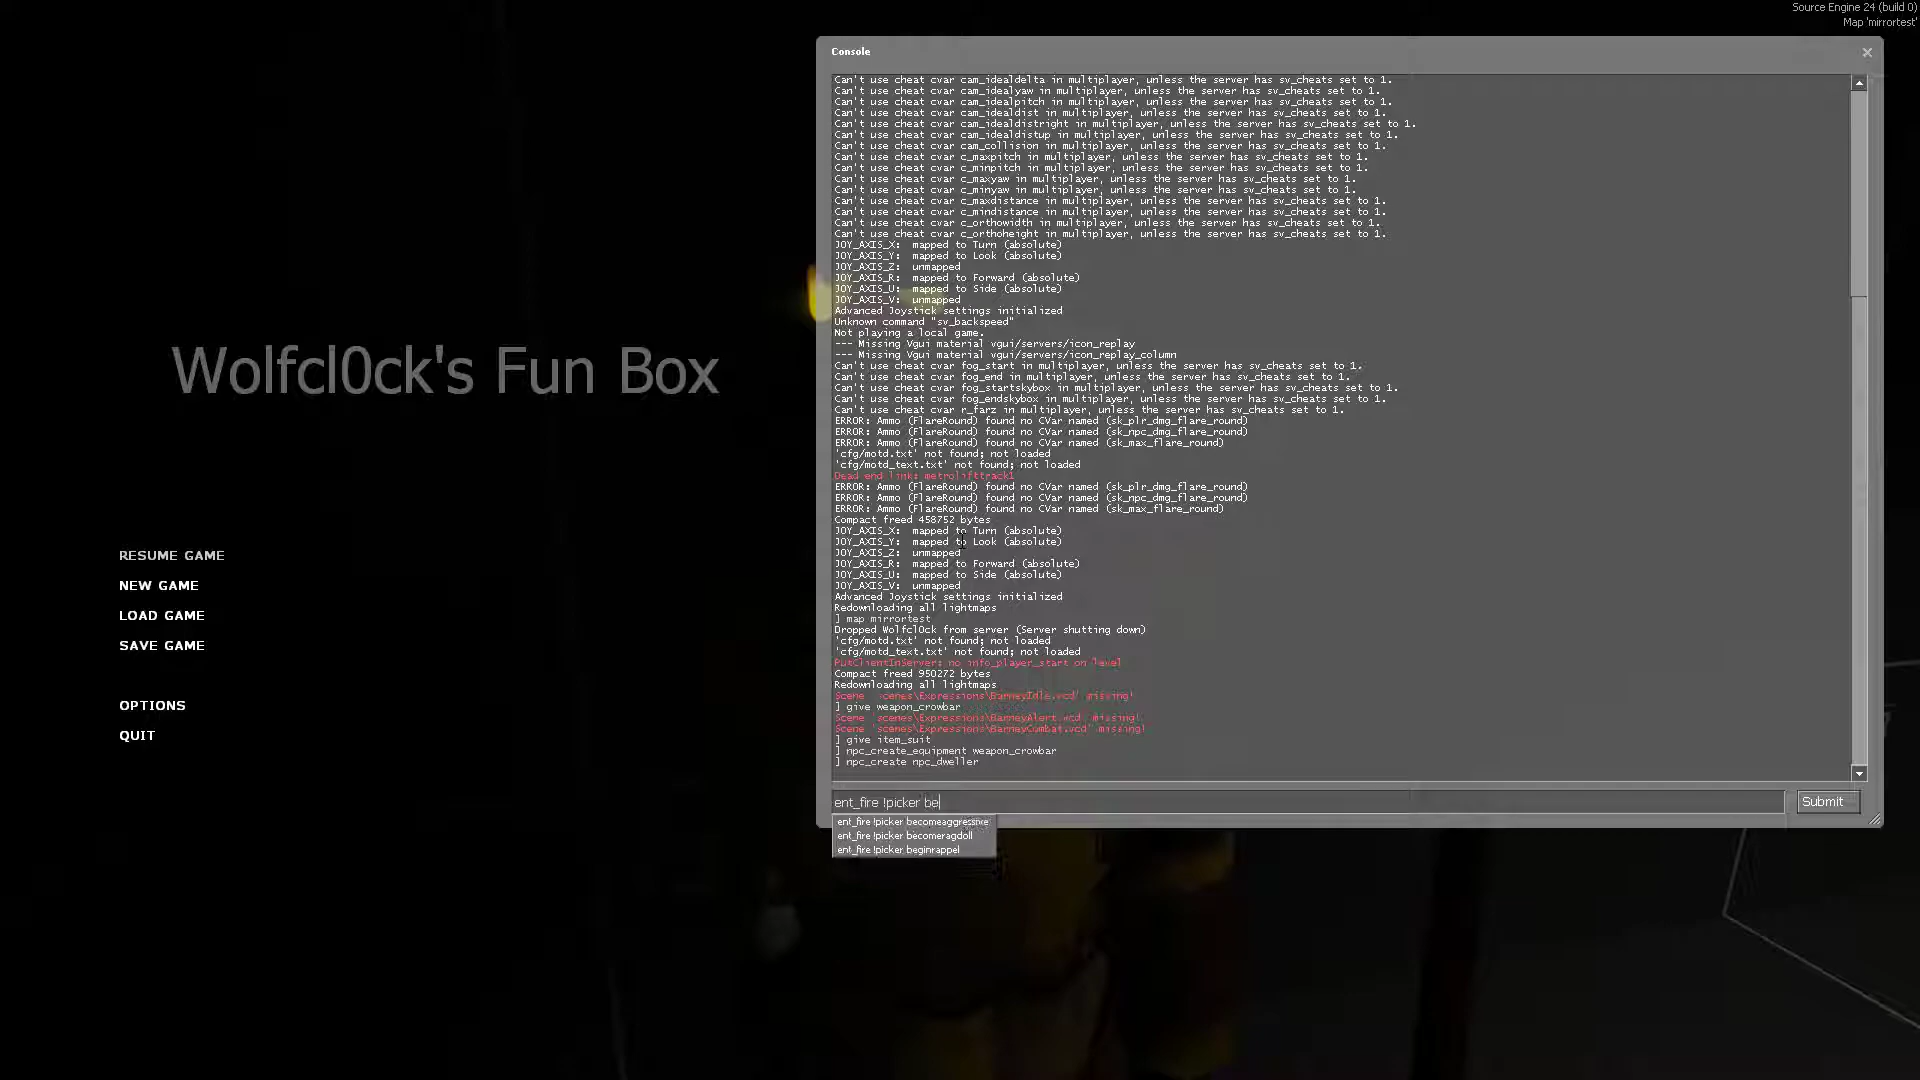 Source Engine 24 (build 0)
Map 'mirrortest'
Console
Can't use cheat cvar cam_idealdelta in multiplayer, unless the server has sv_cheats set to 1.
Can't use cheat cvar cam_idealyaw in multiplayer, unless the server has sv_cheats set to 1.
Can't use cheat cvar cam_idealpitch in multiplayer, unless the server has sv_cheats set to 1.
Can't use cheat cvar cam_idealdist in multiplayer, unless the server has sv_cheats set to 1.
Can't use cheat cvar cam_idealdistright in multiplayer, unless the server has sv_cheats set to 1.
Can't use cheat cvar cam_idealdistup in multiplayer, unless the server has sv_cheats set to 1.
Can't use cheat cvar cam_collision in multiplayer, unless the server has sv_cheats set to 1.
Can't use cheat cvar c_maxpitch in multiplayer, unless the server has sv_cheats set to 1.
Can't use cheat cvar c_minpitch in multiplayer, unless the server has sv_cheats set to 1.
Can't use cheat cvar c_maxyaw in multiplayer, unless the server has sv_cheats set to 1.
Can't use cheat cvar c_minyaw in multiplayer, unless the server has sv_cheats set to 1.
Can't use cheat cvar c_maxdistance in multiplayer, unless the server has sv_cheats set to 1.
Can't use cheat cvar c_mindistance in multiplayer, unless the server has sv_cheats set to 1.
Can't use cheat cvar c_orthowidth in multiplayer, unless the server has sv_cheats set to 1.
Can't use cheat cvar c_orthoheight in multiplayer, unless the server has sv_cheats set to 1.
JOY_AXIS_X: mapped to Turn (absolute)
JOY_AXIS_Y: mapped to Look (absolute)
JOY_AXIS_Z: unmapped
JOY_AXIS_R: mapped to Forward (absolute)
JOY_AXIS_U: mapped to Side (absolute)
JOY_AXIS_V: unmapped
Advanced Joystick settings initialized
Unknown command "sv_backspeed"
Not playing a local game.
--- Missing Vgui material vgui/servers/icon_replay
--- Missing Vgui material vgui/servers/icon_replay_column
Can't use cheat cvar fog_start in multiplayer, unless the server has sv_cheats set to 1.
Can't use cheat cvar fog_end in multiplayer, unless the server has sv_cheats set to 1.
Can't use cheat cvar fog_startskybox in multiplayer, unless the server has sv_cheats set to 1.
Can't use cheat cvar fog_endskybox in multiplayer, unless the server has sv_cheats set to 1.
Can't use cheat cvar r_farz in multiplayer, unless the server has sv_cheats set to 1.
ERROR: Ammo (FlareRound) found no CVar named (sk_plr_dmg_flare_round)
ERROR: Ammo (FlareRound) found no CVar named (sk_npc_dmg_flare_round)
ERROR: Ammo (FlareRound) found no CVar named (sk_max_flare_round)
'cfg/motd.txt' not found; not loaded
'cfg/motd_text.txt' not found; not loaded
Dead end link: metrolifttrack1
ERROR: Ammo (FlareRound) found no CVar named (sk_plr_dmg_flare_round)
ERROR: Ammo (FlareRound) found no CVar named (sk_npc_dmg_flare_round)
ERROR: Ammo (FlareRound) found no CVar named (sk_max_flare_round)
Compact freed 458752 bytes
JOY_AXIS_X: mapped to Turn (absolute)
JOY_AXIS_Y: mapped to Look (absolute)
JOY_AXIS_Z: unmapped
JOY_AXIS_R: mapped to Forward (absolute)
JOY_AXIS_U: mapped to Side (absolute)
JOY_AXIS_V: unmapped
Advanced Joystick settings initialized
Redownloading all lightmaps
] map mirrortest
Dropped Wolfcl0ck from server (Server shutting down)
'cfg/motd.txt' not found; not loaded
'cfg/motd_text.txt' not found; not loaded
PutClientInServer: no info_player_start on level
Compact freed 950272 bytes
Redownloading all lightmaps
Scene 'scenes\Expressions\BarneyIdle.vcd' missing!
] give weapon_crowbar
Scene 'scenes\Expressions\BarneyAlert.vcd' missing!
Scene 'scenes\Expressions\BarneyCombat.vcd' missing!
] give item_suit
] npc_create_equipment weapon_crowbar
] npc_create npc_dweller
ent_fire !picker be
Submit
ent_fire !picker becomeaggressive
ent_fire !picker becomeragdoll
ent_fire !picker beginrappel
Wolfcl0ck's Fun Box
RESUME GAME
NEW GAME
LOAD GAME
SAVE GAME
OPTIONS
QUIT